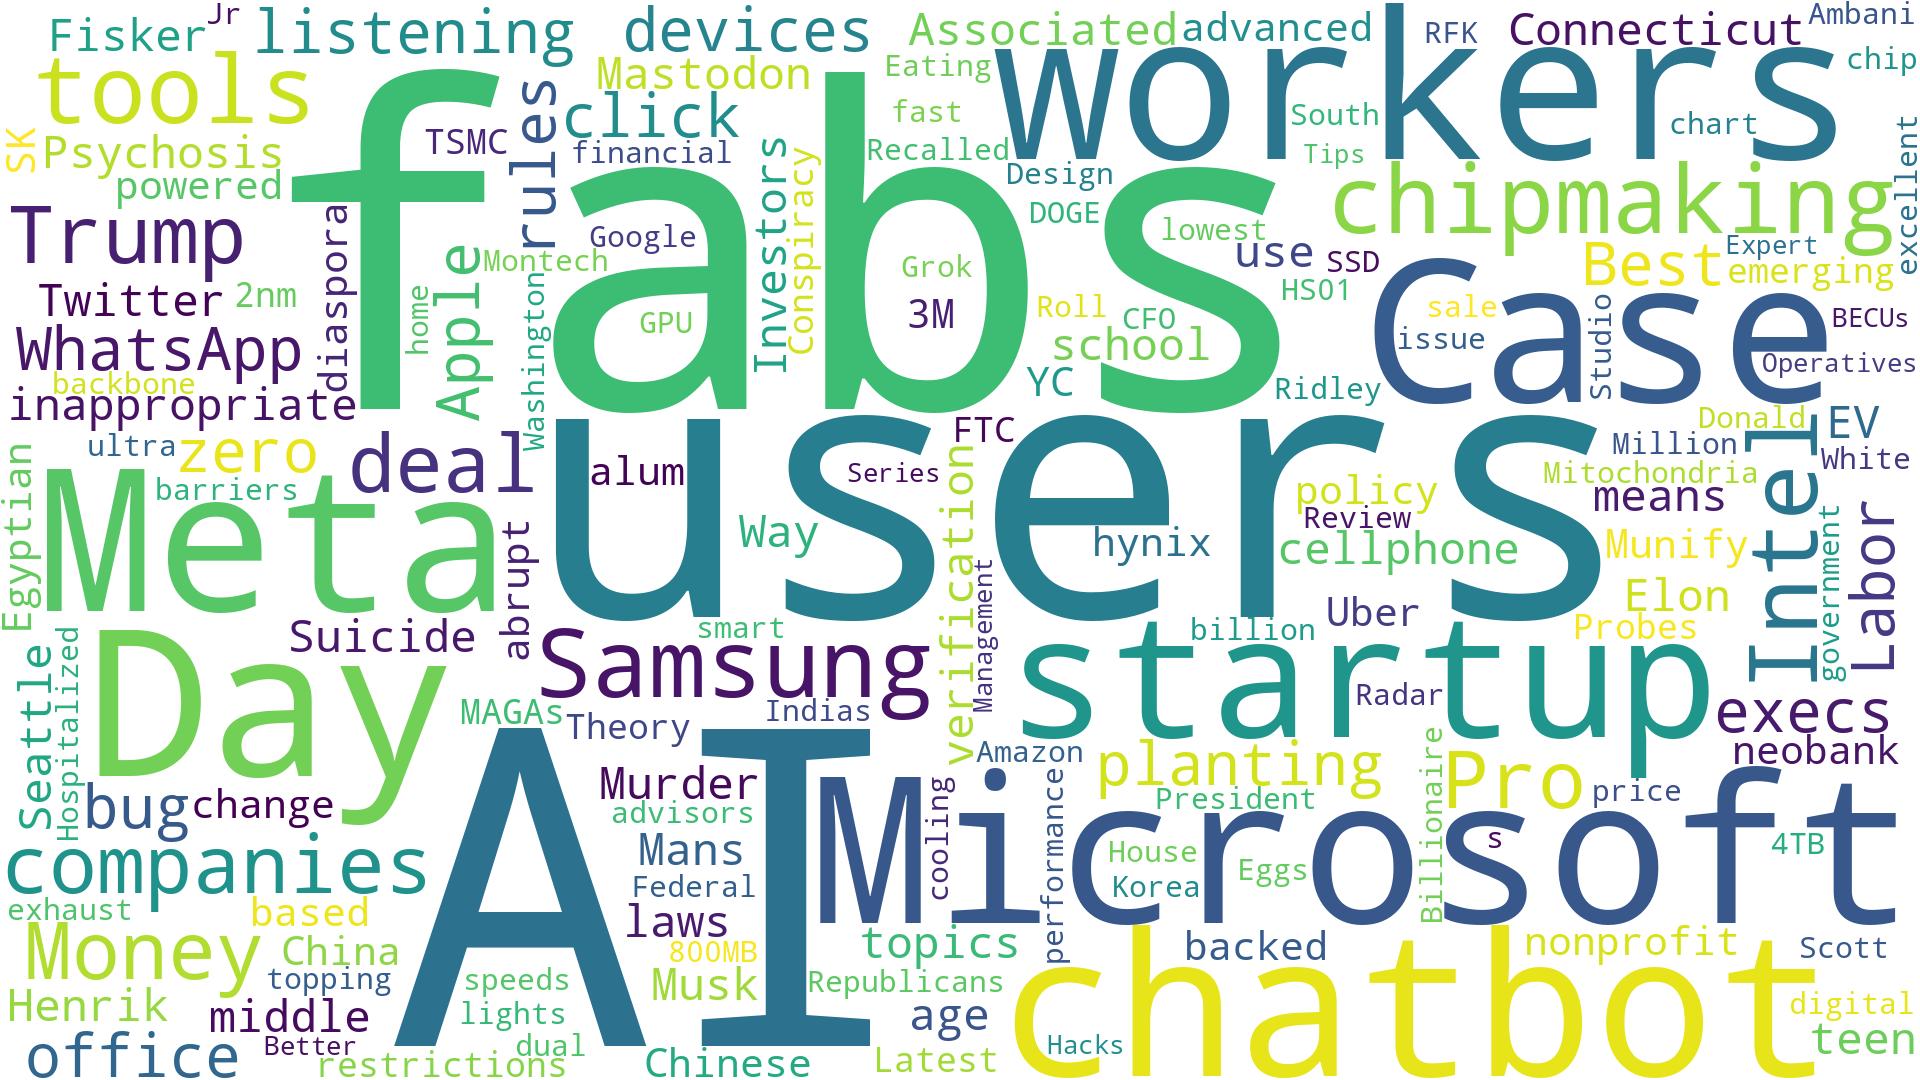 Fisker
Jr
listening
devices
Associated
advanced
RFK
Connecticut
Ambani
tools
Mastodon
Eating
workers
chip
SK
Psychosis
powered
TSMC
rules
click
financial
fast
Recalled
South
Tips
chart
excellent
fabs
Investors
Conspiracy
Design
DOGE
lowest
chipmaking
Trump
diaspora
Google
Montech
Apple
home
Washington
use
SSD
HS01
Best
Expert
emerging
Twitter
2nm
GPU
Grok
3M
Roll
CFO
YC
school
Ridley
Case
sale
issue
Studio
BECUs
Operatives
WhatsApp
backbone
inappropriate
ultra
zero
barriers
deal
Egyptian
Meta
users
alum
Way
Series
FTC
verification
Management
hynix
policy
Review
cellphone
Donald
Million
Mitochondria
means
Munify
EV
White
Intel
government
Labor
abrupt
Suicide
Samsung
smart
billion
Uber
Elon
Probes
startup
Radar
execs
neobank
Seattle
Hospitalized
Day
MAGAs
Theory
Indias
Amazon
planting
President
Billionaire
Pro
price
bug
change
AI
Murder
advisors
Mans
Federal
laws
800MB
Musk
Microsoft
cooling
performance
House
Korea
Eggs
s
4TB
companies
exhaust
based
Money
China
topping
Henrik
middle
Better
office
restrictions
speeds
lights
dual
Chinese
topics
Republicans
age
Latest
backed
nonprofit
Scott
chatbot
Hacks
digital
teen